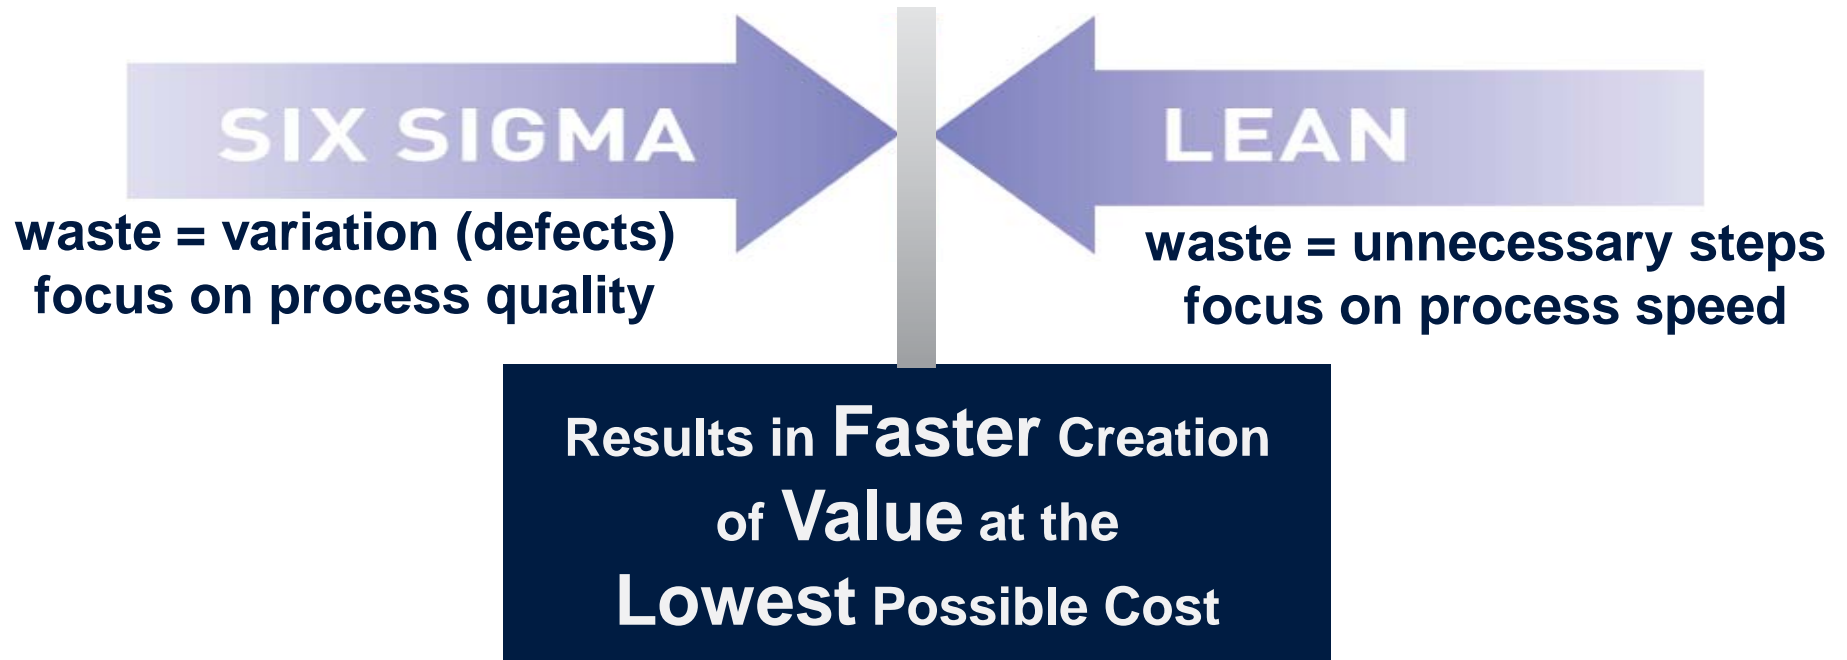 SIX SIGMA
waste = variation (defects)
focus on process quality
LEAN
waste = unnecessary steps
focus on process speed
Results in Faster Creation
of Value at the
Lowest Possible Cost